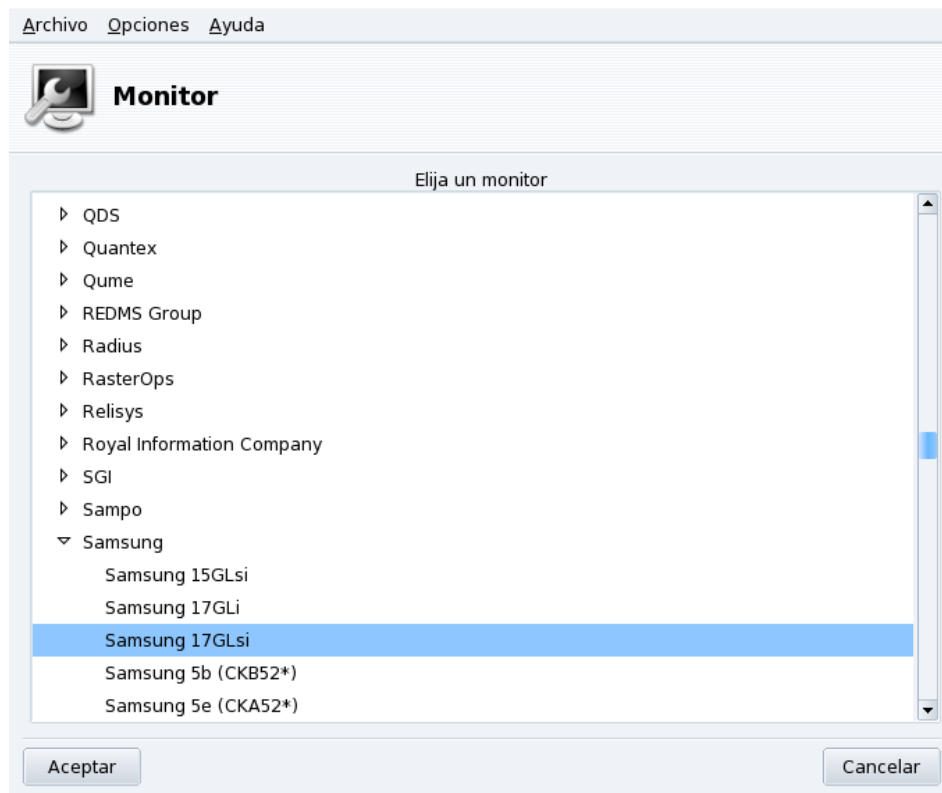 Archivo Opciones Ayuda
Monitor
Elija un monitor
QDS
Quantex
Qume
REDMS Group
Radius
RasterOps
Relisys
Royal Information Company
SGI
Sampo
Samsung
Samsung 15GLsi
Samsung 17GLi
Samsung 17GLsi
Samsung 5b (CKB52*)
Samsung 5e (CKA52*)
Aceptar Cancelar